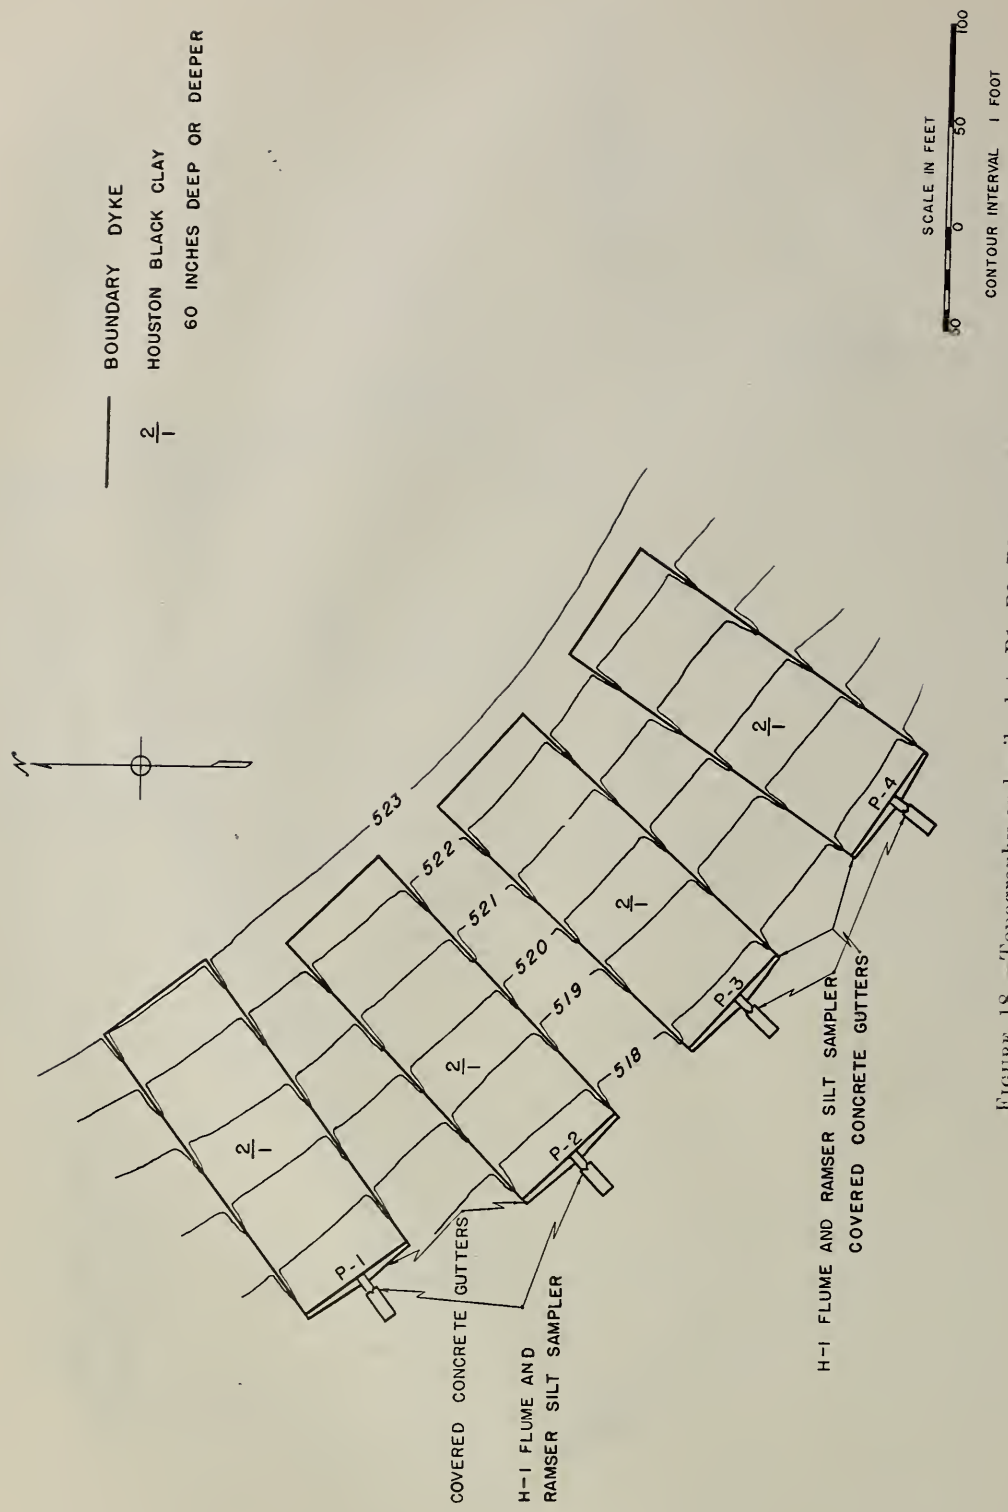 N
BOUNDARY DYKE
2/1 HOUSTON BLACK CLAY
60 INCHES DEEP OR DEEPER
523
522
521
520
519
518
2/1
2/1
2/1
2/1
P-1
P-2
P-3
P-4
COVERED CONCRETE GUTTERS
H-1 FLUME AND
RAMSER SILT SAMPLER
H-1 FLUME AND RAMSER SILT SAMPLER
COVERED CONCRETE GUTTERS
SCALE IN FEET
50 0 50 100
CONTOUR INTERVAL 1 FOOT
FIGURE 18